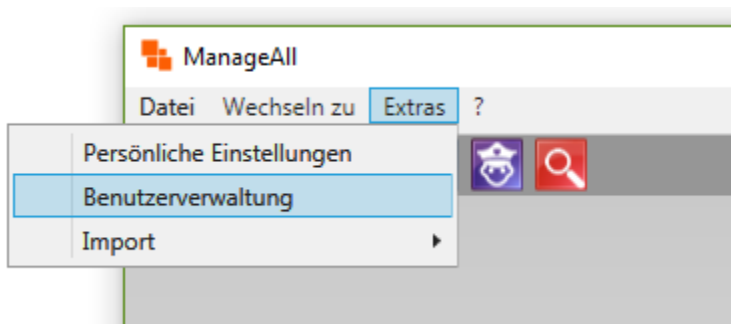 ManageAll
Datei Wechseln zu Extras ?
Persönliche Einstellungen
Benutzerverwaltung
Import